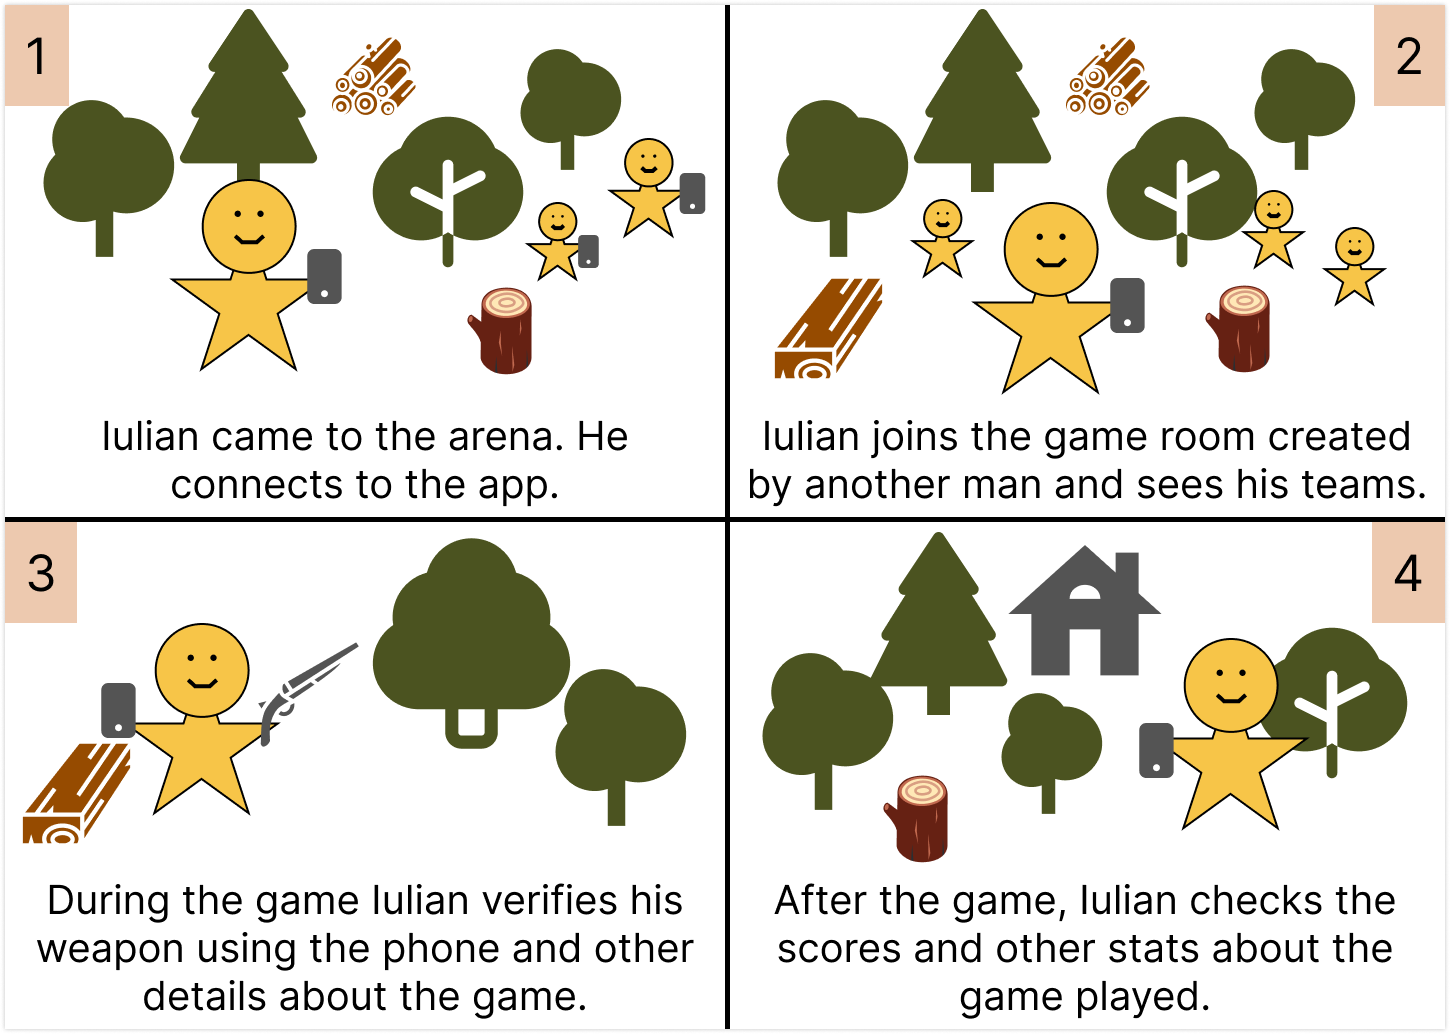 1
Iulian came to the arena. He
connects to the app.
2
Iulian joins the game room created
by another man and sees his teams.
3
During the game Iulian verifies his
weapon using the phone and other
details about the game.
4
After the game, Iulian checks the
scores and other stats about the
game played.